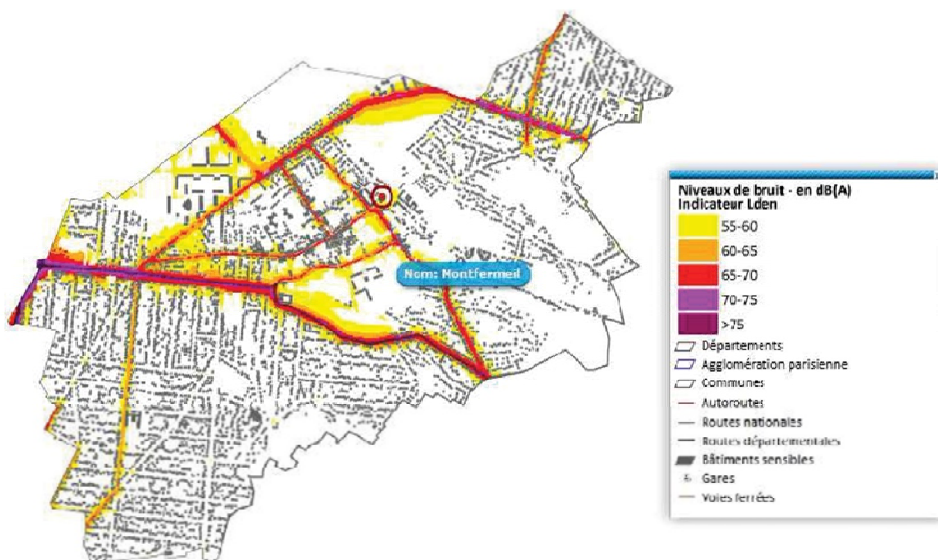 Nom: Montfermeil
Niveaux de bruit - en dB(A)
Indicateur Lden
55-60
60-65
65-70
70-75
>75
Départements
Agglomération parisienne
Communes
Autoroutes
Routes nationales
Routes départementales
Bâtiments sensibles
Gares
Voies ferrées